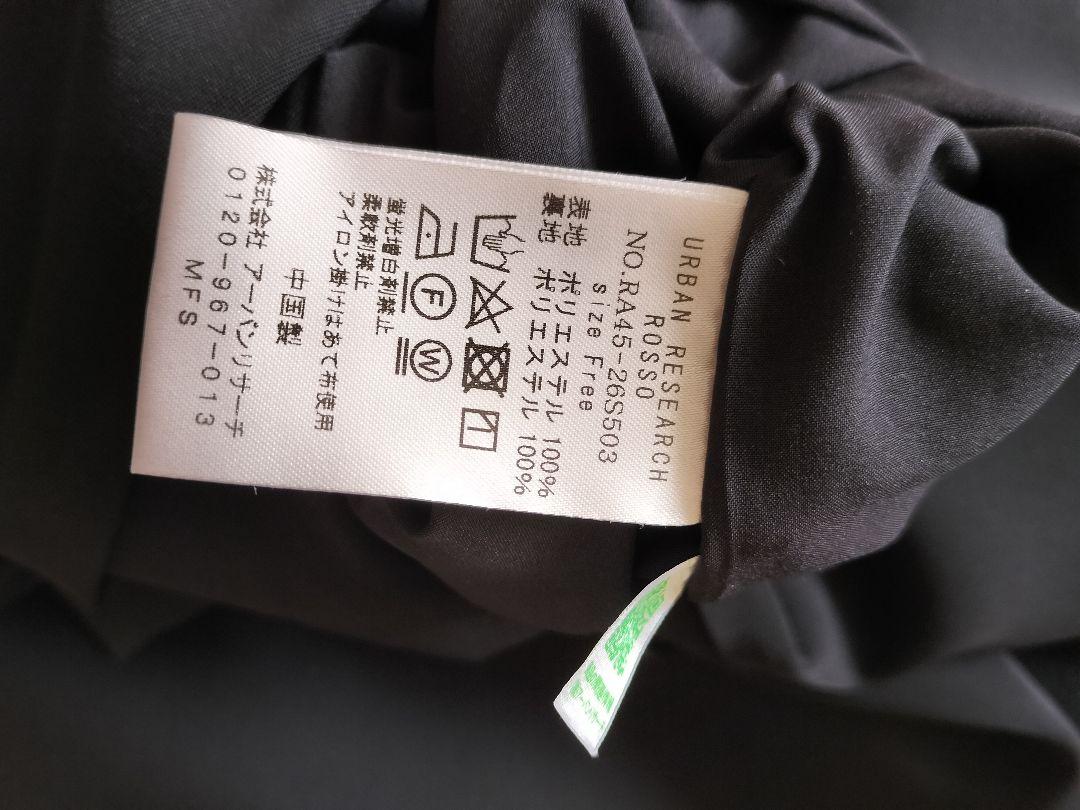 URBAN RESEARCH
ROSSO
NO.RA45-26S503
size Free
表地 ポリエステル 100%
裏地 ポリエステル 100%
F
W
蛍光増白剤禁止
柔軟剤禁止
アイロン掛けはあて布使用
中国製
株式会社 アーバンリサーチ
0120-967-013
MFS